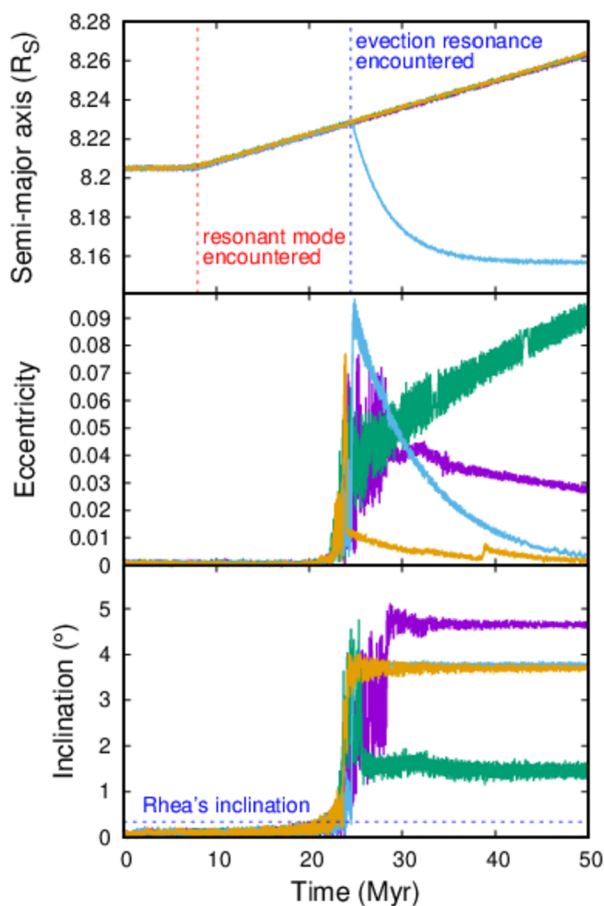 8.28
8.26
8.24
8.22
8.2
8.18
8.16
Semi-major axis (R_S)
evection resonance
encountered
resonant mode
encountered
0.09
0.08
0.07
0.06
0.05
0.04
0.03
0.02
0.01
0
Eccentricity
5
4
3
2
1
0
Inclination (°)
Rhea's inclination
0 10 20 30 40 50
Time (Myr)